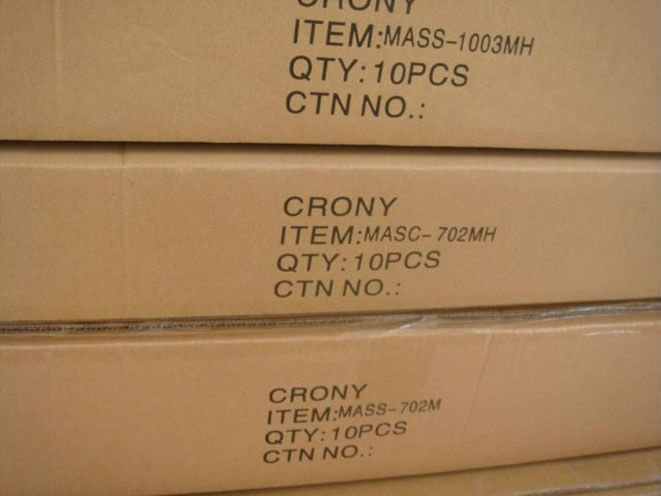 CRONY
ITEM:MASS-1003MH
QTY:10PCS
CTN NO.:
CRONY
ITEM:MASC-702MH
QTY:10PCS
CTN NO.:
CRONY
ITEM:MASS-702M
QTY:10PCS
CTN NO.: